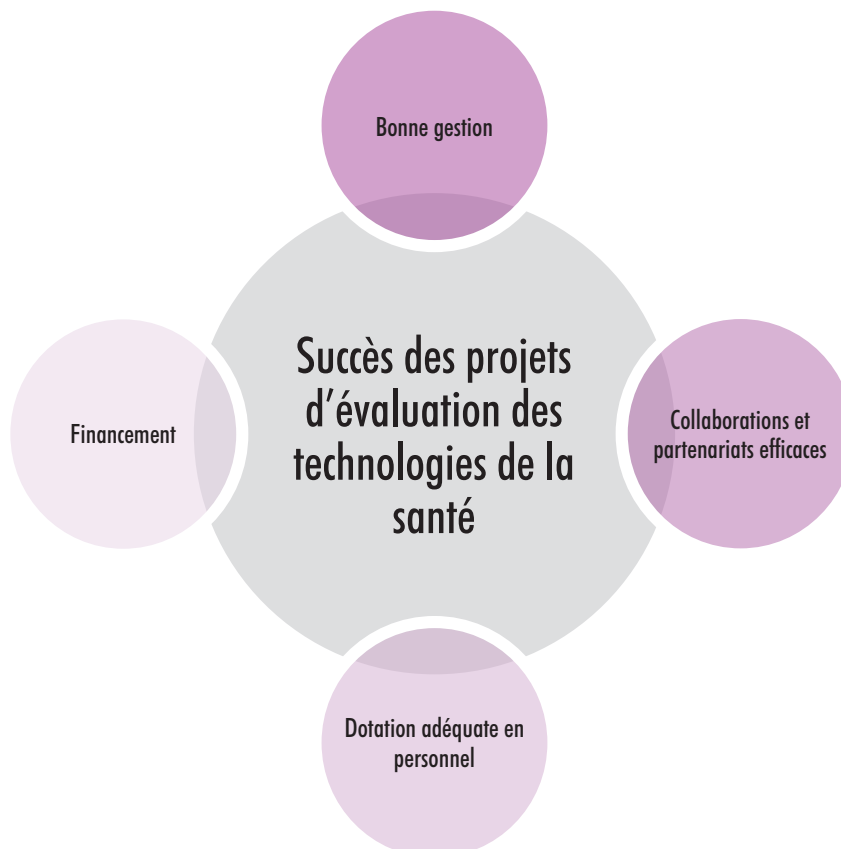 Bonne gestion
Succès des projets
d’évaluation des
technologies de la
santé
Financement
Collaborations et
partenariats efficaces
Dotation adéquate en
personnel